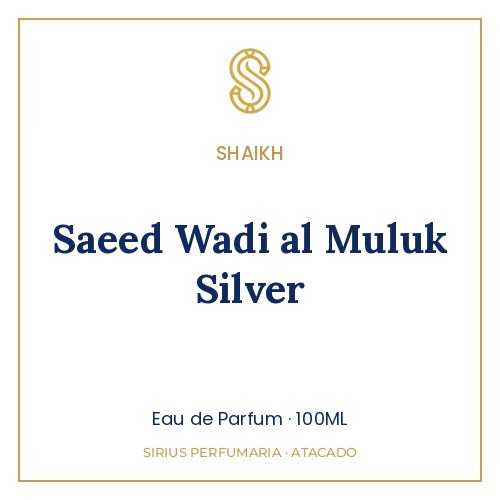 SHAIKH
Saeed Wadi al Muluk
Silver
Eau de Parfum · 100ML
SIRIUS PERFUMARIA · ATACADO